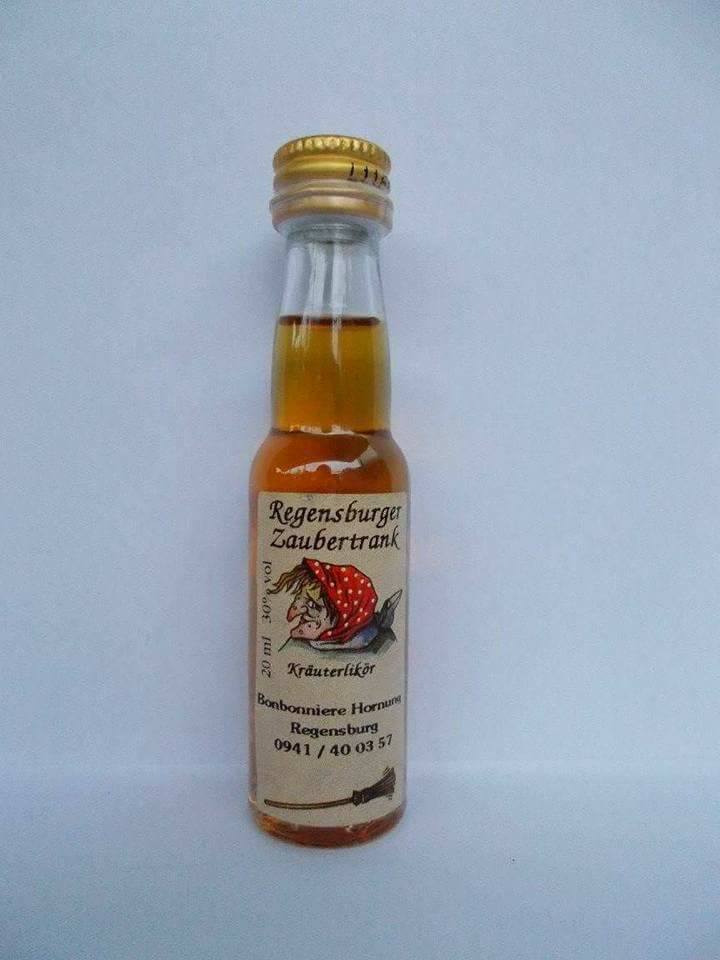 Regensburger
Zaubertrank
20 ml 30% vol
Kräuterlikör
Bonbonniere Hornung
Regensburg
0941 / 40 03 57